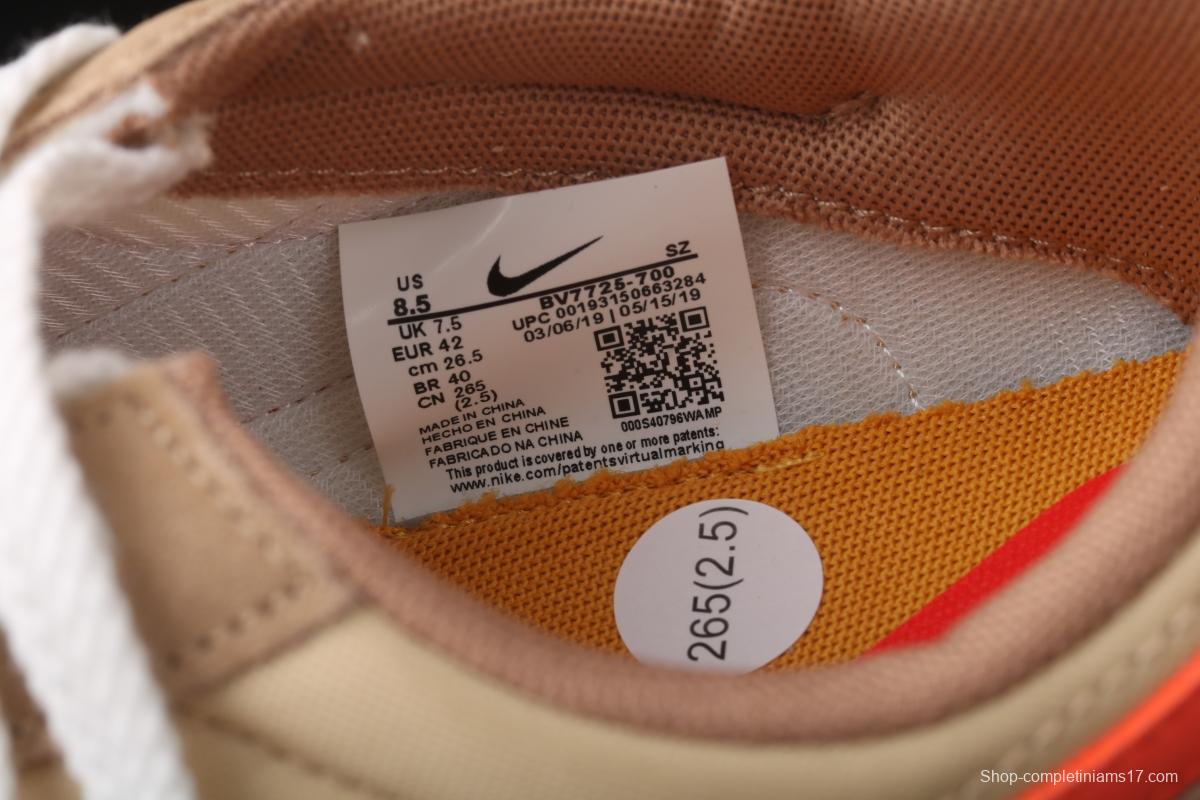 US
8.5
UK 7.5
EUR 42
cm 26.5
BR 40
CN 265
(2.5)
SZ
BV7725-700
UPC 00193150663284
03/06/19 | 05/15/19
000S40796WAMP
MADE IN CHINA
HECHO EN CHINA
FABRIQUE EN CHINE
FABRICADO NA CHINA
This product is covered by one or more patents:
www.nike.com/patentsvirtualmarking
265(2.5)
Shop-completiniams17.com